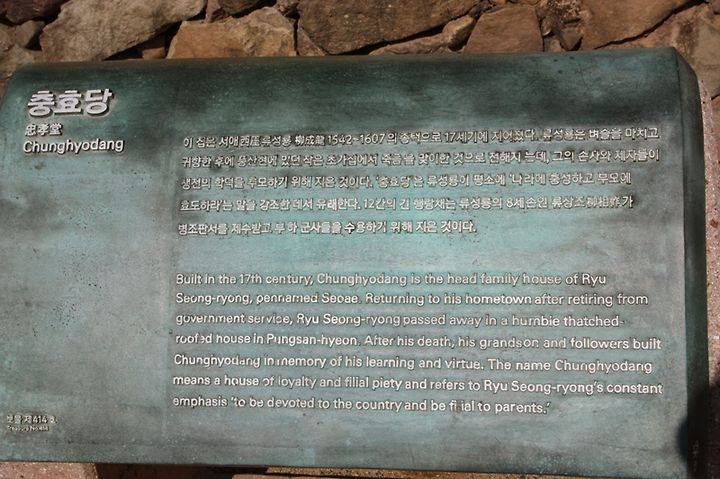 충효당
忠孝堂
Chunghyodang
이 집은 서애 西厓 류성룡 柳成龍 1542~1607 의 종택으로 17세기에 지어졌다. 류성룡은 벼슬을 마치고
귀향한 후에 풍산현에 있던 작은 초가집에서 죽음을 맞이한 것으로 전해지는데, 그의 손자와 제자들이
생전의 학덕을 추모하기 위해 지은 것이다. '충효당'은 류성룡이 평소에 '나라에 충성하고 부모에
효도하라'는 말을 강조한 데서 유래한다. 12칸의 긴 행랑채는 류성룡의 8세손인 류상조 가
병조판서를 제수받고 부하 군사들을 수용하기 위해 지은 것이다.
Built in the 17th century, Chunghyodang is the head family house of Ryu
Seong-ryong, pennamed Seoae. Returning to his hometown after retiring from
government service, Ryu Seong-ryong passed away in a humble thatched-
roofed house in Pungsan-hyeon. After his death, his grandson and followers built
Chunghyodang in memory of his learning and virtue. The name Chunghyodang
means a house of loyalty and filial piety and refers to Ryu Seong-ryong's constant
emphasis 'to be devoted to the country and be filial to parents.'
보물 제414호
Treasure No.414